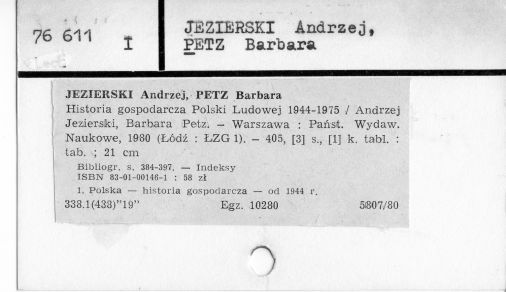 76 611 I
JEZIERSKI Andrzej,
PETZ Barbara
JEZIERSKI Andrzej, PETZ Barbara
Historia gospodarcza Polski Ludowej 1944-1975 / Andrzej
Jezierski, Barbara Petz. — Warszawa : Państ. Wydaw.
Naukowe, 1980 (Łódź : ŁZG 1). — 405, [3] s., [1] k. tabl. :
tab. ; 21 cm
Bibliogr. s. 384-397. — Indeksy
ISBN 83-01-00146-1 : 58 zł
1. Polska — historia gospodarcza — od 1944 r.
338.1(438)"19" Egz. 10280 5807/80